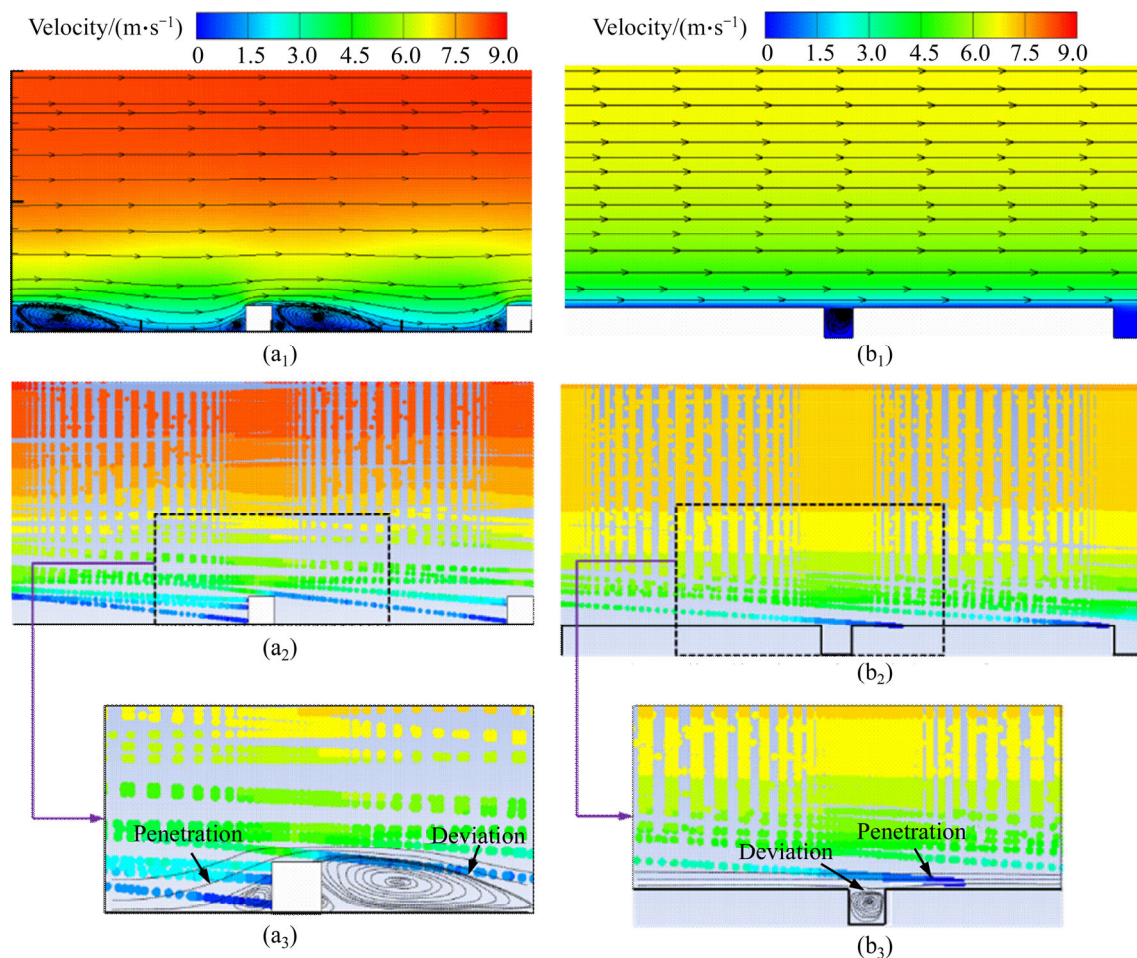 Velocity/(m·s⁻¹)
0 1.5 3.0 4.5 6.0 7.5 9.0
Velocity/(m·s⁻¹)
0 1.5 3.0 4.5 6.0 7.5 9.0
(a₁)
(b₁)
(a₂)
(b₂)
Penetration
Deviation
(a₃)
Penetration
Deviation
(b₃)